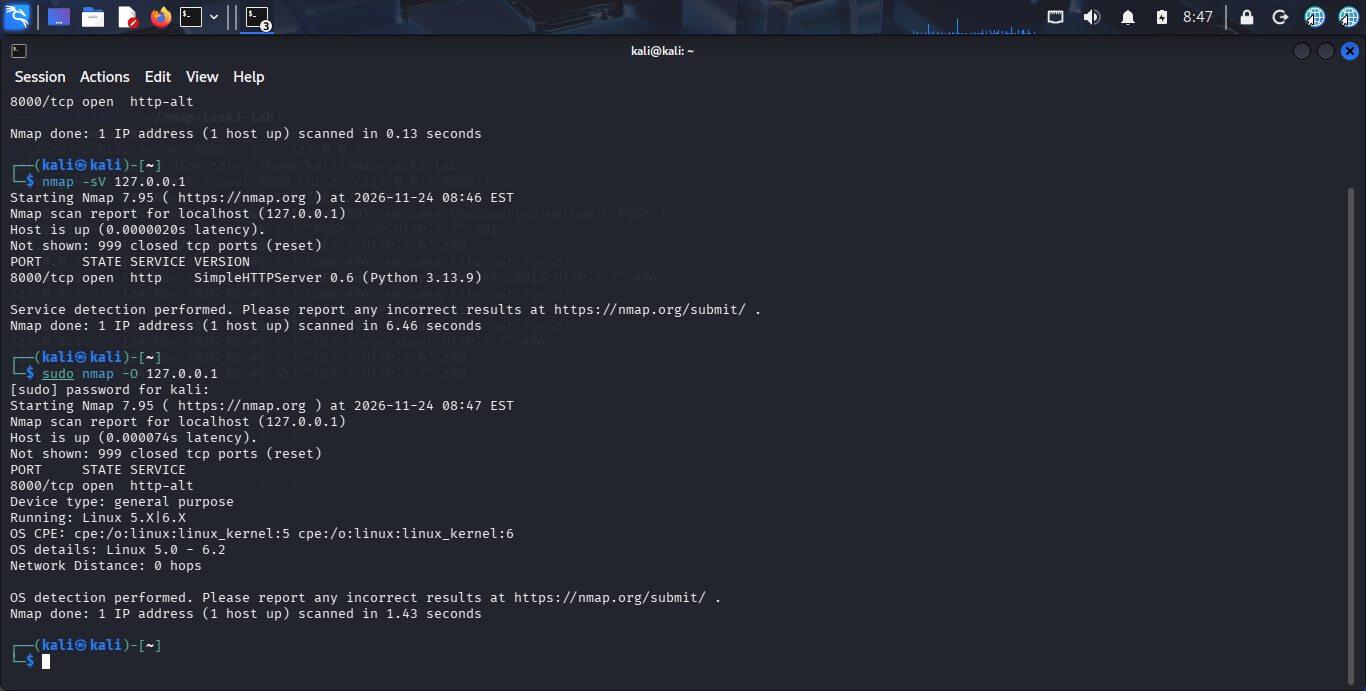 3
8:47
kali@kali: ~
Session Actions Edit View Help
8000/tcp open  http-alt
Nmap done: 1 IP address (1 host up) scanned in 0.13 seconds
┌──(kali㉿kali)-[~]
└─$ nmap -sV 127.0.0.1
Starting Nmap 7.95 ( https://nmap.org ) at 2026-11-24 08:46 EST
Nmap scan report for localhost (127.0.0.1)
Host is up (0.0000020s latency).
Not shown: 999 closed tcp ports (reset)
PORT     STATE SERVICE VERSION
8000/tcp open  http    SimpleHTTPServer 0.6 (Python 3.13.9)
Service detection performed. Please report any incorrect results at https://nmap.org/submit/ .
Nmap done: 1 IP address (1 host up) scanned in 6.46 seconds
┌──(kali㉿kali)-[~]
└─$ sudo nmap -O 127.0.0.1
[sudo] password for kali:
Starting Nmap 7.95 ( https://nmap.org ) at 2026-11-24 08:47 EST
Nmap scan report for localhost (127.0.0.1)
Host is up (0.000074s latency).
Not shown: 999 closed tcp ports (reset)
PORT     STATE SERVICE
8000/tcp open  http-alt
Device type: general purpose
Running: Linux 5.X|6.X
OS CPE: cpe:/o:linux:linux_kernel:5 cpe:/o:linux:linux_kernel:6
OS details: Linux 5.0 - 6.2
Network Distance: 0 hops
OS detection performed. Please report any incorrect results at https://nmap.org/submit/ .
Nmap done: 1 IP address (1 host up) scanned in 1.43 seconds
┌──(kali㉿kali)-[~]
└─$